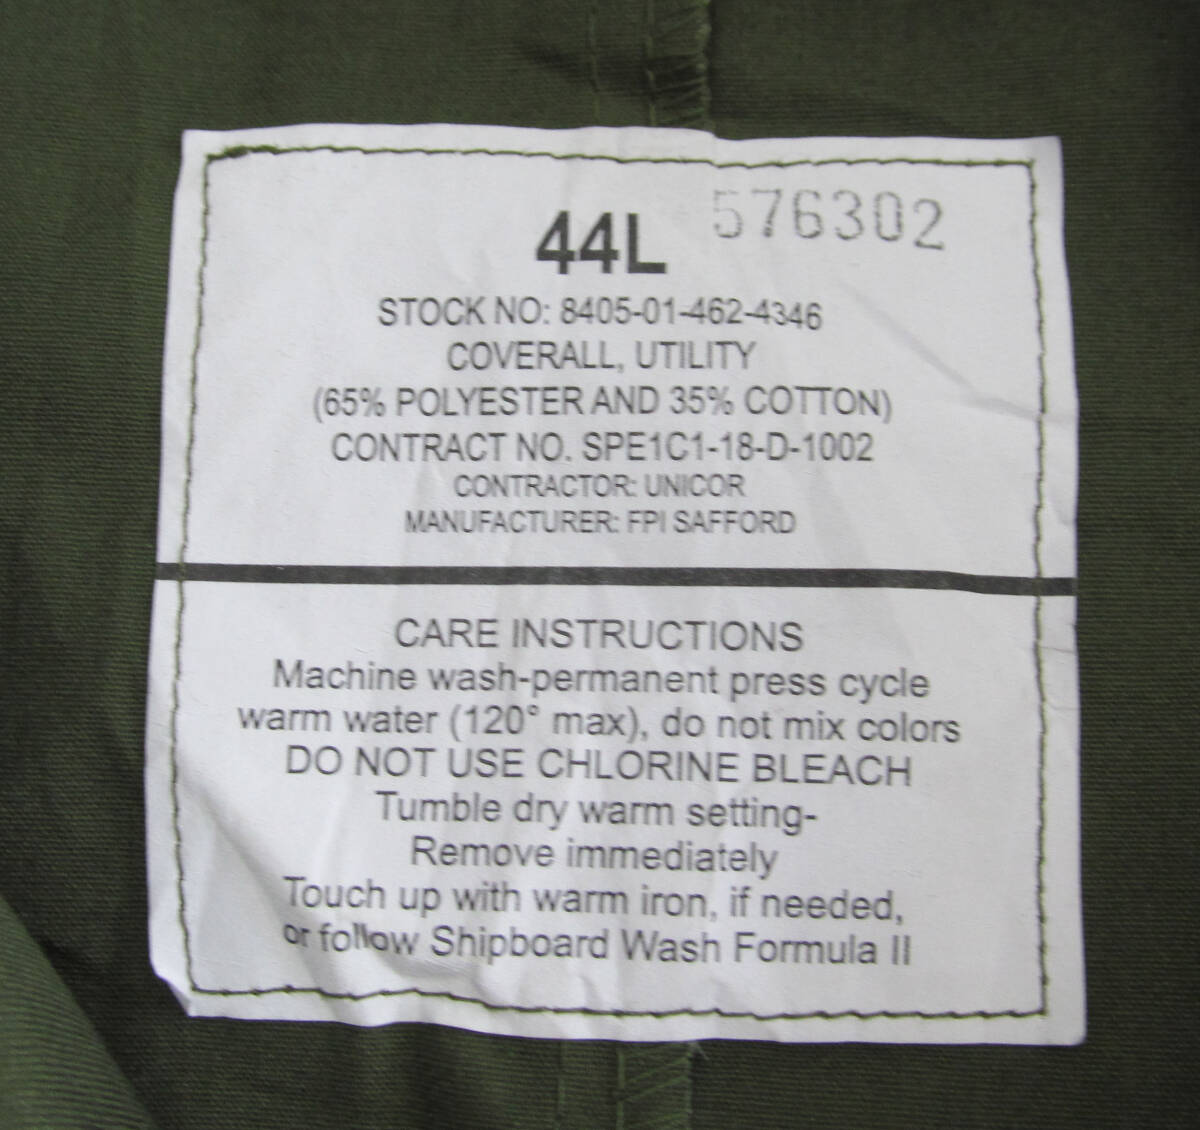 576302
44L
STOCK NO: 8405-01-462-4346
COVERALL, UTILITY
(65% POLYESTER AND 35% COTTON)
CONTRACT NO. SPE1C1-18-D-1002
CONTRACTOR: UNICOR
MANUFACTURER: FPI SAFFORD
CARE INSTRUCTIONS
Machine wash-permanent press cycle
warm water (120° max), do not mix colors
DO NOT USE CHLORINE BLEACH
Tumble dry warm setting-
Remove immediately
Touch up with warm iron, if needed,
or follow Shipboard Wash Formula II